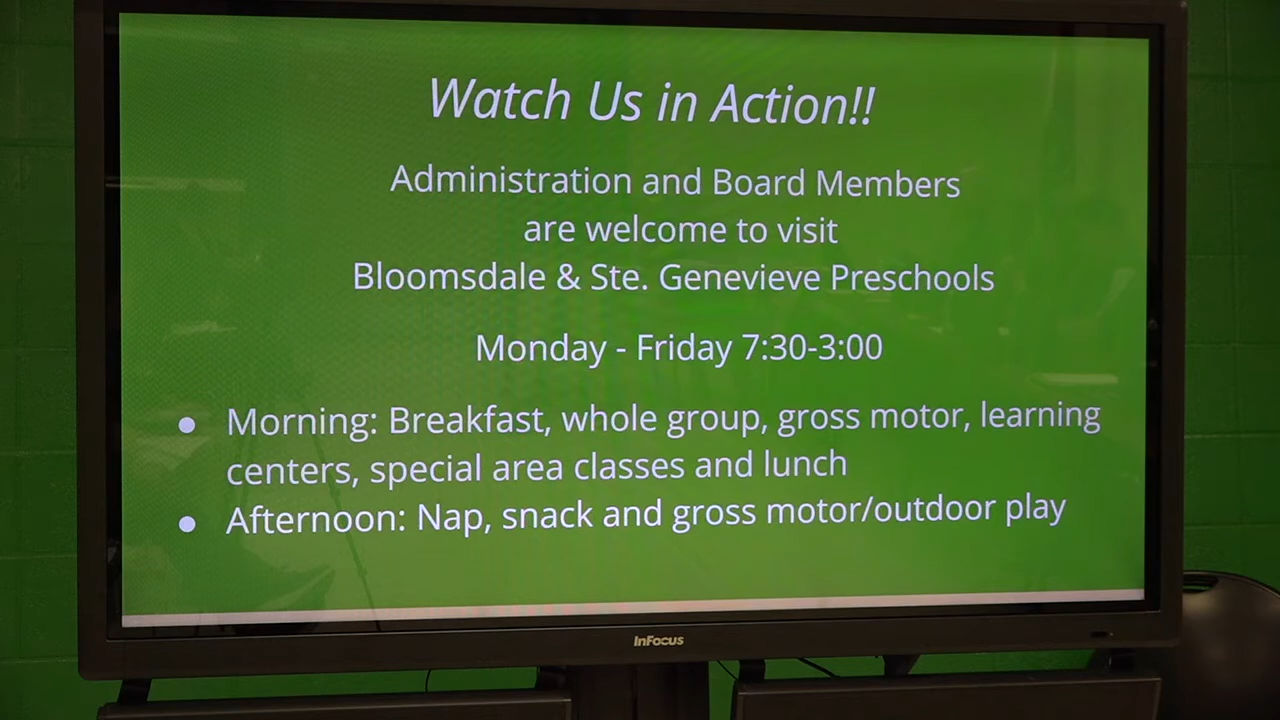 Watch Us in Action!!
Administration and Board Members
are welcome to visit
Bloomsdale & Ste. Genevieve Preschools
Monday - Friday 7:30-3:00
● Morning: Breakfast, whole group, gross motor, learning
centers, special area classes and lunch
● Afternoon: Nap, snack and gross motor/outdoor play
InFocus